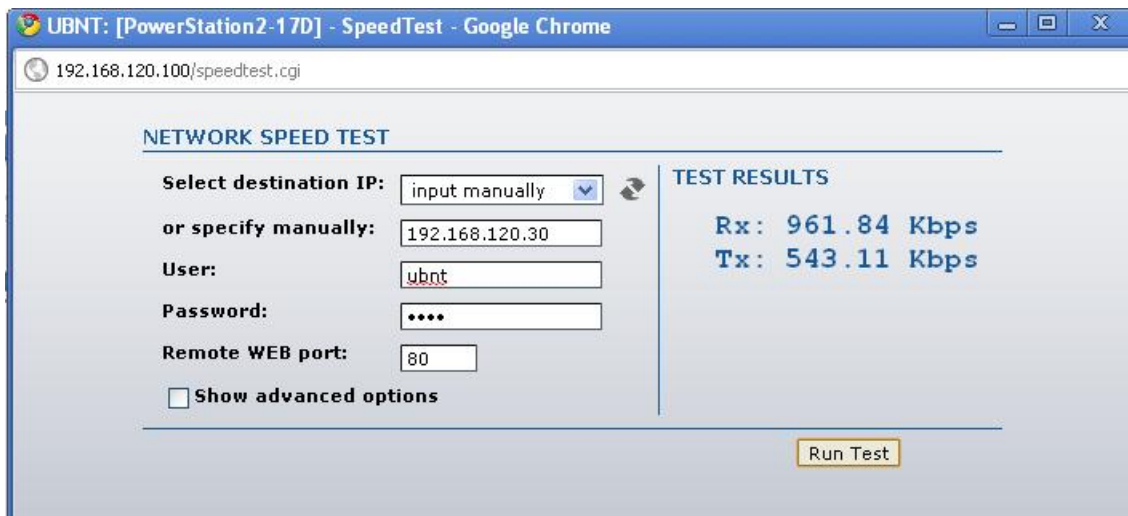 UBNT: [PowerStation2-17D] - SpeedTest - Google Chrome
192.168.120.100/speedtest.cgi
NETWORK SPEED TEST
Select destination IP: input manually
or specify manually: 192.168.120.30
User: ubnt
Password: ••••
Remote WEB port: 80
Show advanced options
TEST RESULTS
Rx: 961.84 Kbps
Tx: 543.11 Kbps
Run Test